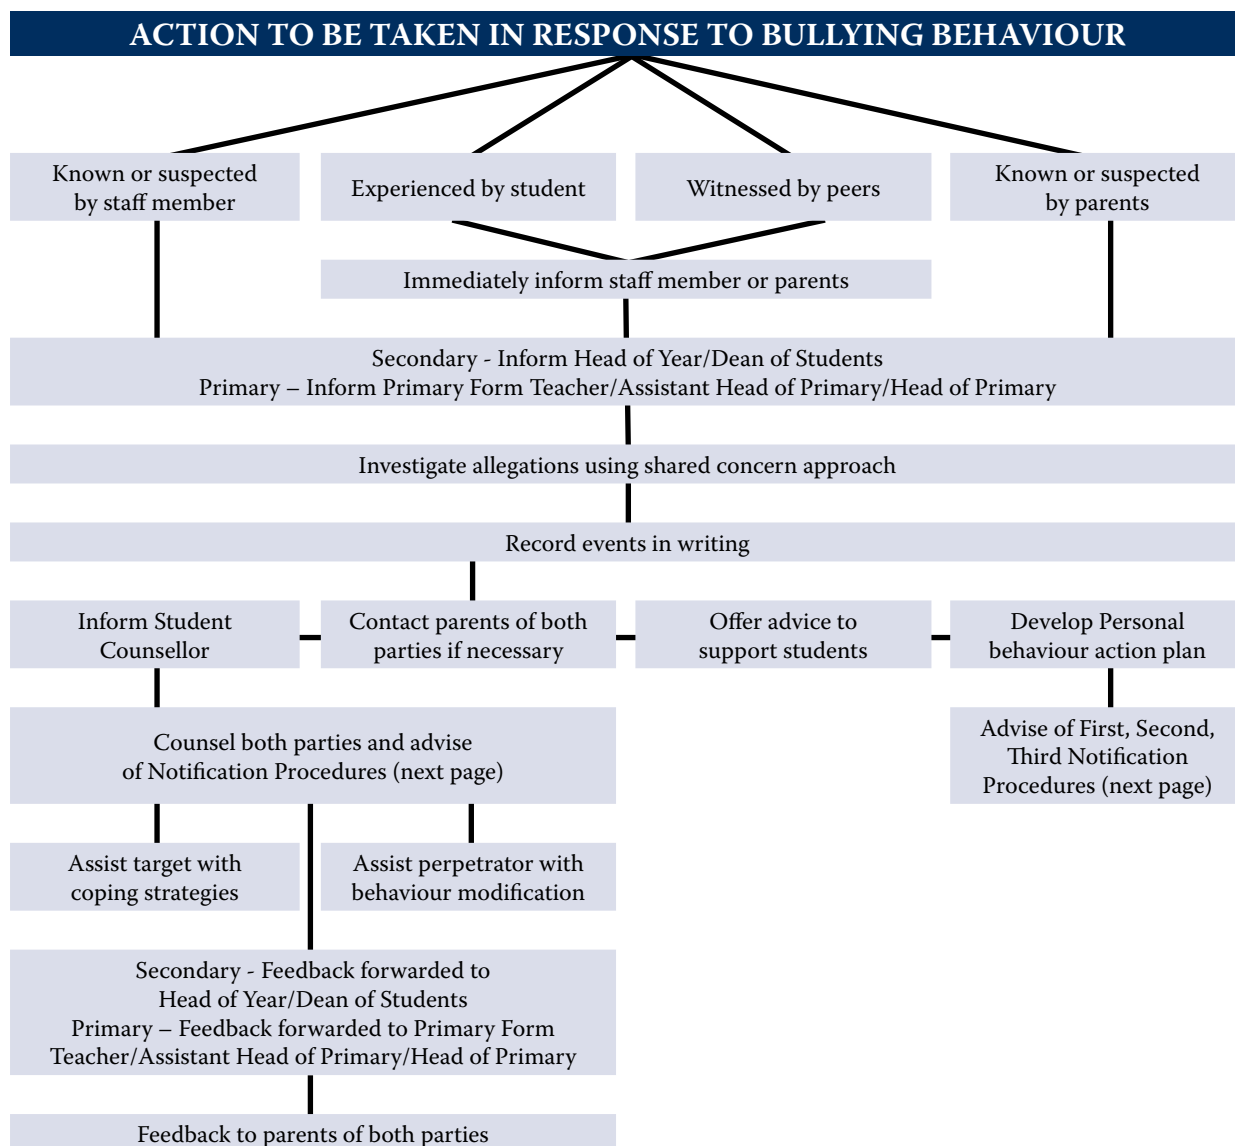 ACTION TO BE TAKEN IN RESPONSE TO BULLYING BEHAVIOUR
Known or suspected
by staff member
Experienced by student
Witnessed by peers
Known or suspected
by parents
Immediately inform staff member or parents
Secondary - Inform Head of Year/Dean of Students
Primary – Inform Primary Form Teacher/Assistant Head of Primary/Head of Primary
Investigate allegations using shared concern approach
Record events in writing
Inform Student
Counsellor
Contact parents of both
parties if necessary
Offer advice to
support students
Develop Personal
behaviour action plan
Counsel both parties and advise
of Notification Procedures (next page)
Advise of First, Second,
Third Notification
Procedures (next page)
Assist target with
coping strategies
Assist perpetrator with
behaviour modification
Secondary - Feedback forwarded to
Head of Year/Dean of Students
Primary – Feedback forwarded to Primary Form
Teacher/Assistant Head of Primary/Head of Primary
Feedback to parents of both parties